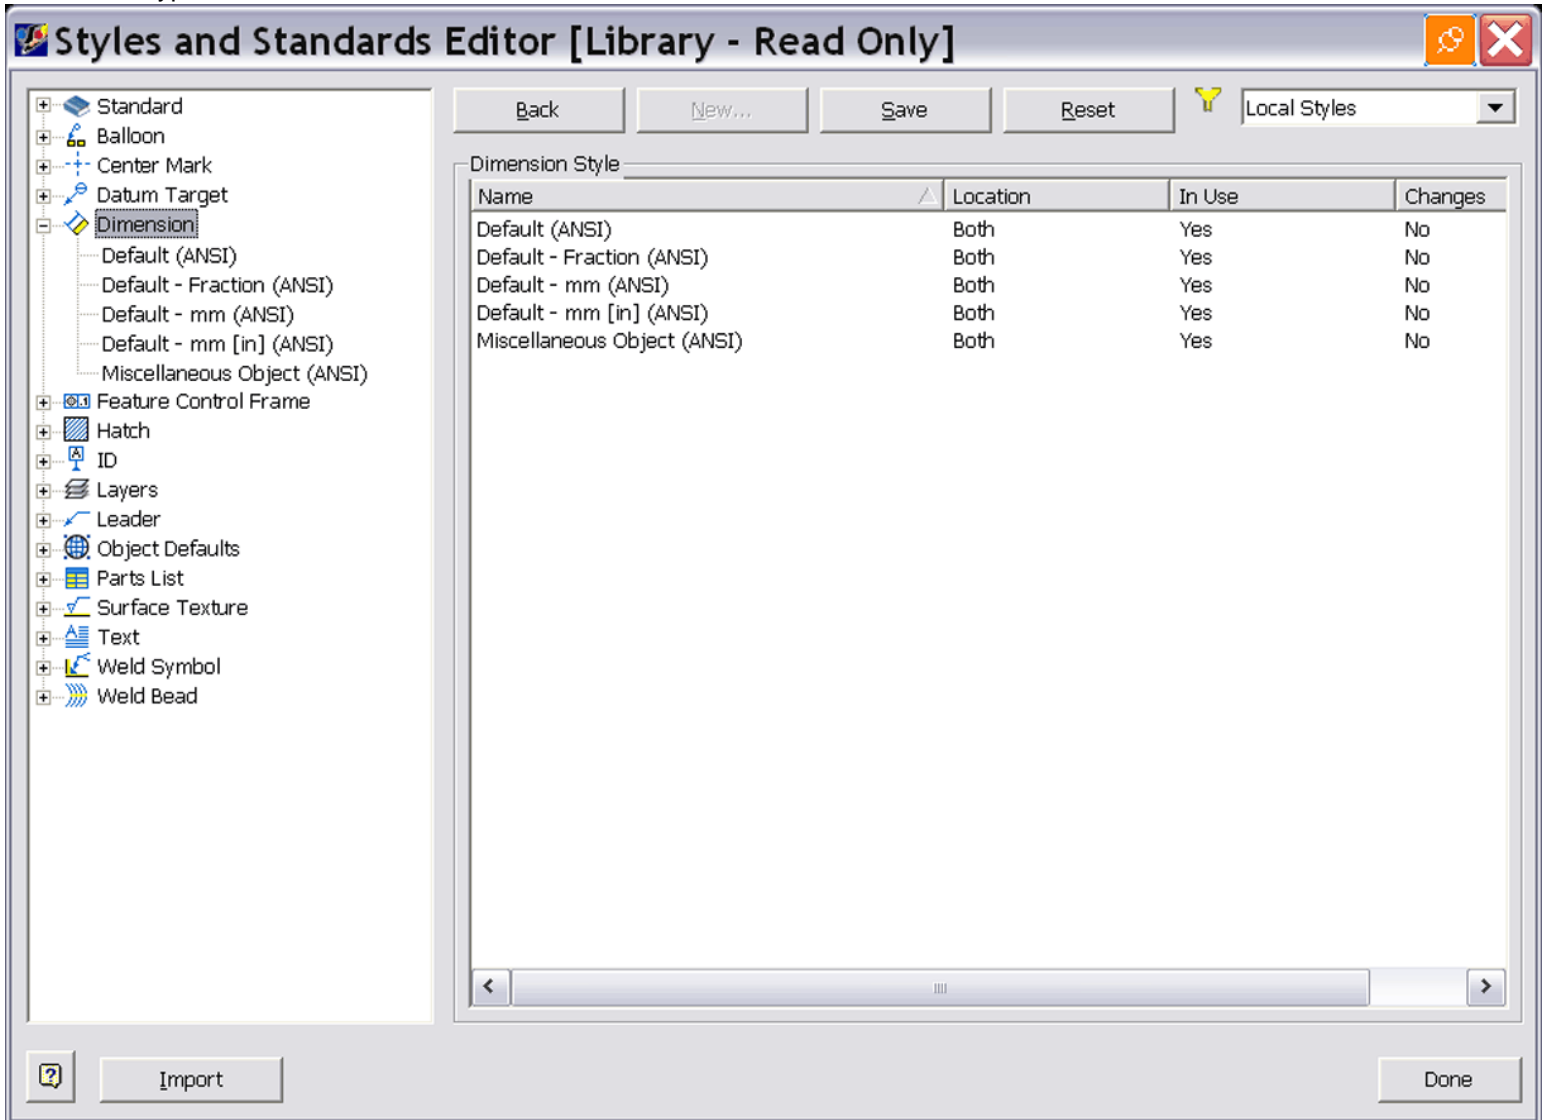 Styles and Standards Editor [Library - Read Only]
Standard
Balloon
Center Mark
Datum Target
Dimension
Default (ANSI)
Default - Fraction (ANSI)
Default - mm (ANSI)
Default - mm [in] (ANSI)
Miscellaneous Object (ANSI)
Feature Control Frame
Hatch
ID
Layers
Leader
Object Defaults
Parts List
Surface Texture
Text
Weld Symbol
Weld Bead
Back New... Save Reset Local Styles
Dimension Style
Name Location In Use Changes
Default (ANSI) Both Yes No
Default - Fraction (ANSI) Both Yes No
Default - mm (ANSI) Both Yes No
Default - mm [in] (ANSI) Both Yes No
Miscellaneous Object (ANSI) Both Yes No
Import Done